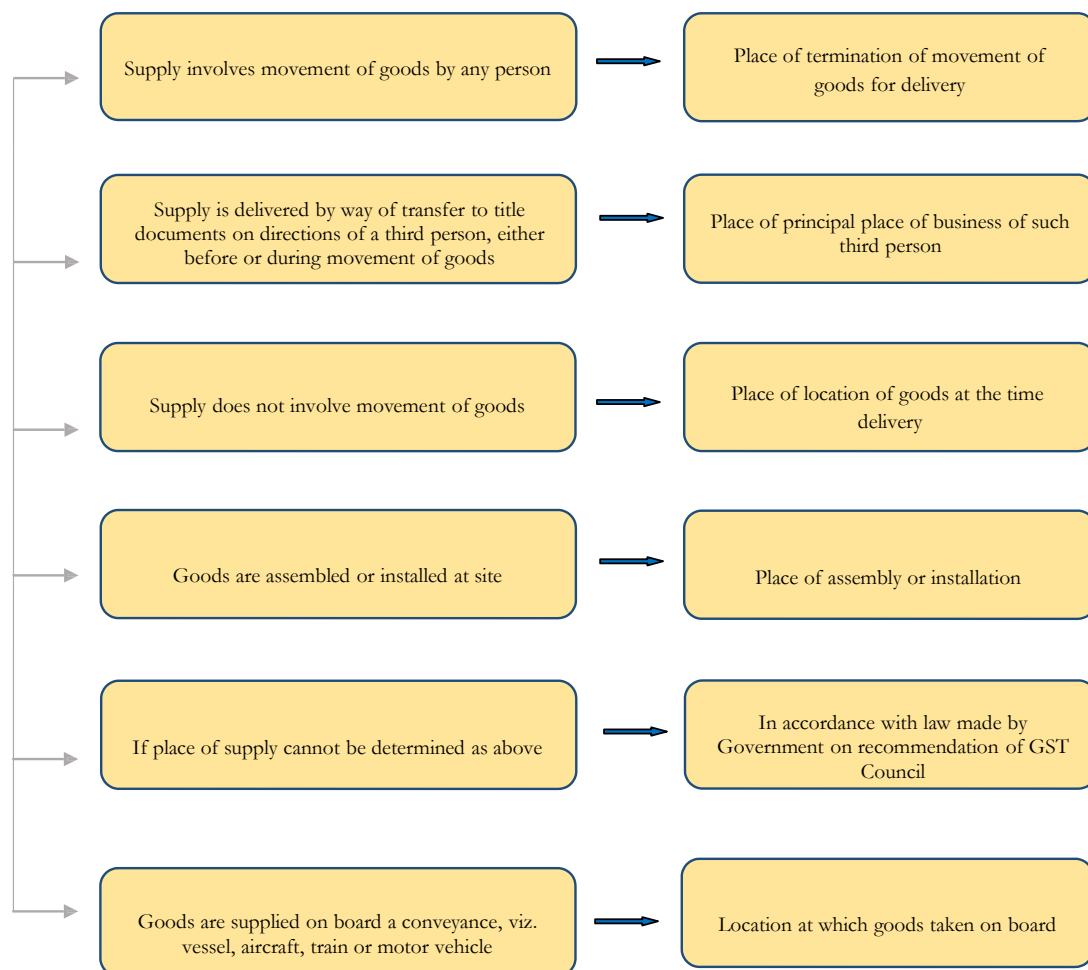 Supply involves movement of goods by any person
Place of termination of movement of
goods for delivery
Supply is delivered by way of transfer to title
documents on directions of a third person, either
before or during movement of goods
Place of principal place of business of such
third person
Supply does not involve movement of goods
Place of location of goods at the time
delivery
Goods are assembled or installed at site
Place of assembly or installation
If place of supply cannot be determined as above
In accordance with law made by
Government on recommendation of GST
Council
Goods are supplied on board a conveyance, viz.
vessel, aircraft, train or motor vehicle
Location at which goods taken on board